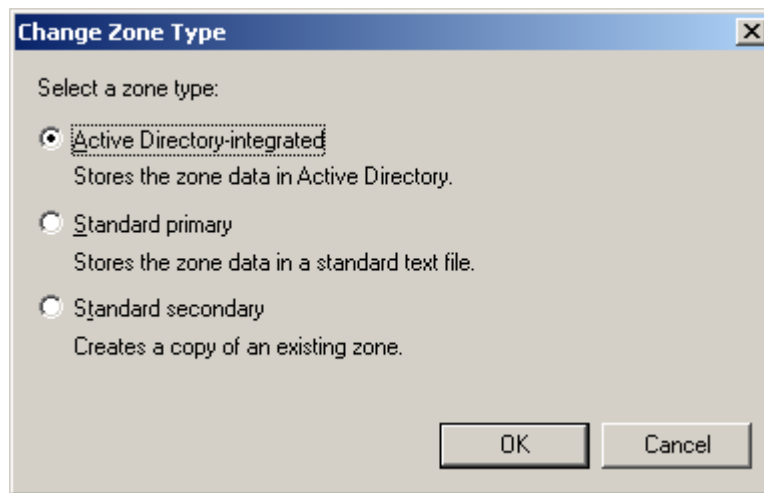 Change Zone Type
Select a zone type:
Active Directory-integrated
Stores the zone data in Active Directory.
Standard primary
Stores the zone data in a standard text file.
Standard secondary
Creates a copy of an existing zone.
OK Cancel